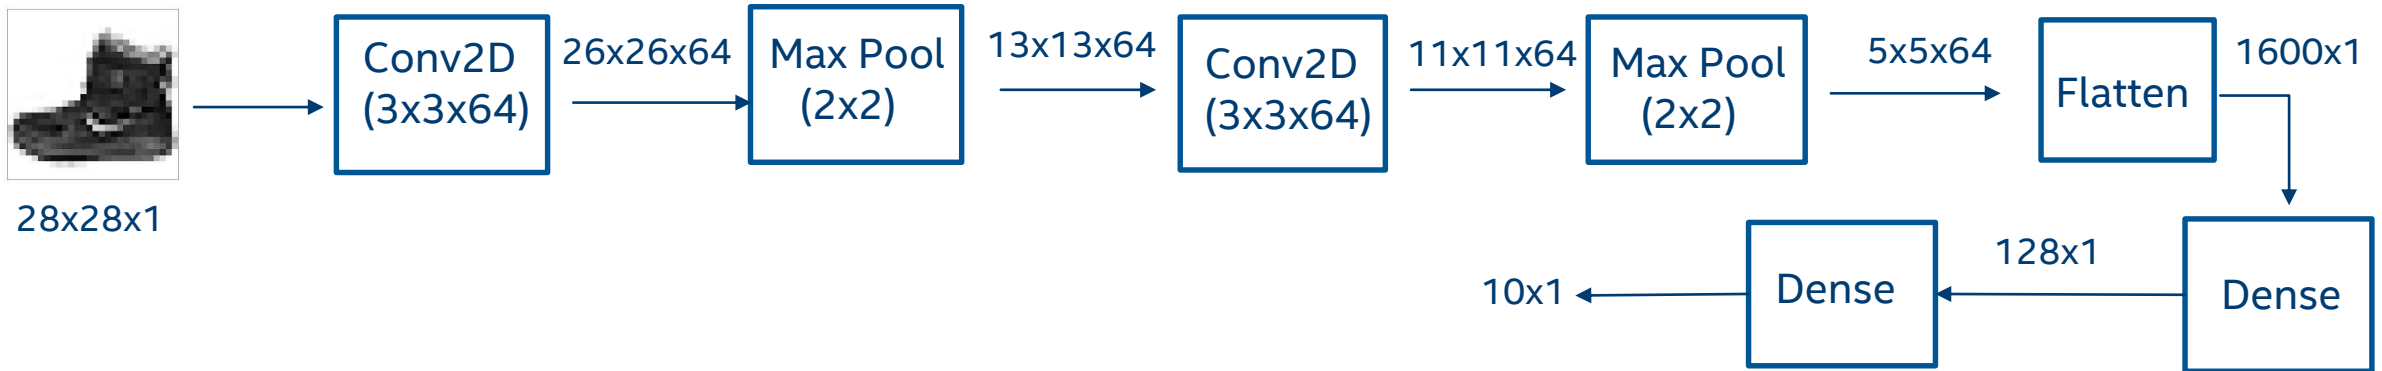 28x28x1
Conv2D
(3x3x64)
26x26x64
Max Pool
(2x2)
13x13x64
Conv2D
(3x3x64)
11x11x64
Max Pool
(2x2)
5x5x64
Flatten
1600x1
Dense
128x1
Dense
10x1